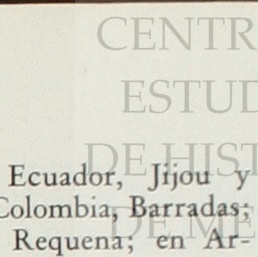 CENTR
ESTUD
DE HIST
DE ME
Ecuador, Jijou y
Colombia, Barradas;
Requena; en Ar-